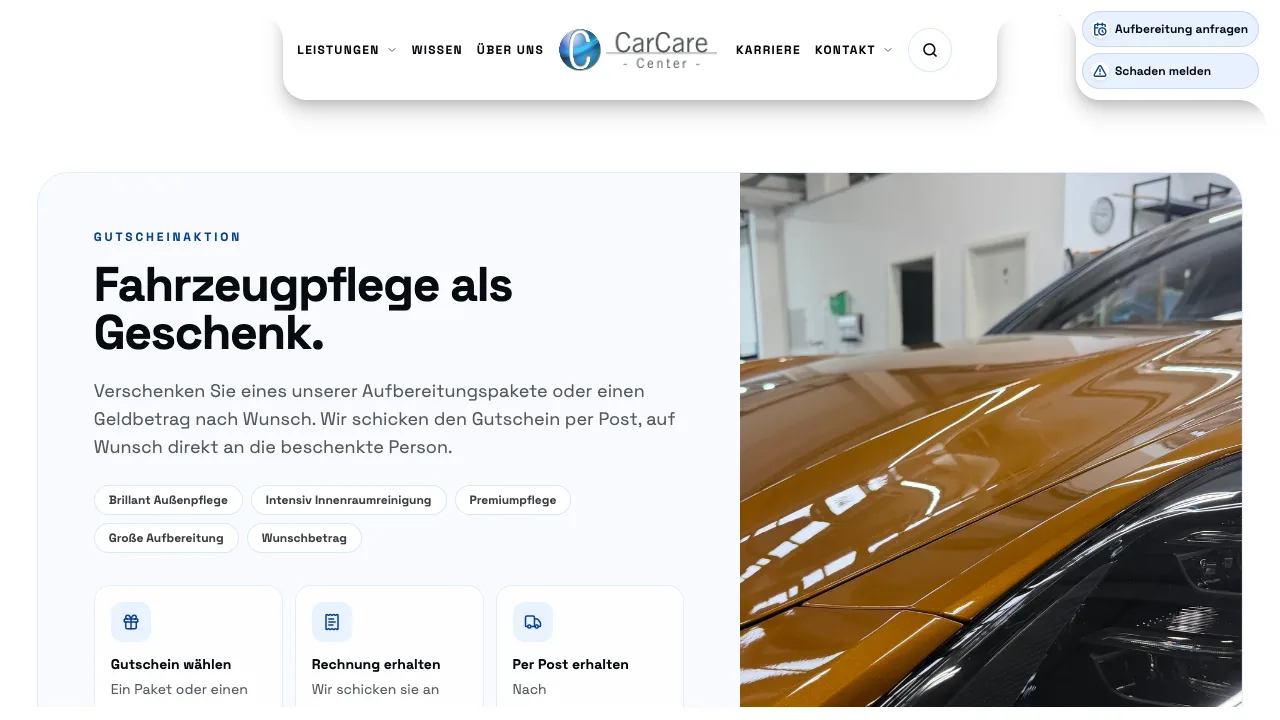 LEISTUNGEN
WISSEN
ÜBER UNS
C CarCare
- Center -
KARRIERE
KONTAKT
Aufbereitung anfragen
Schaden melden
GUTSCHEINAKTION
Fahrzeugpflege als
Geschenk.
Verschenken Sie eines unserer Aufbereitungspakete oder einen
Geldbetrag nach Wunsch. Wir schicken den Gutschein per Post, auf
Wunsch direkt an die beschenkte Person.
Brillant Außenpflege
Intensiv Innenraumreinigung
Premiumpflege
Große Aufbereitung
Wunschbetrag
Gutschein wählen
Ein Paket oder einen
Rechnung erhalten
Wir schicken sie an
Per Post erhalten
Nach